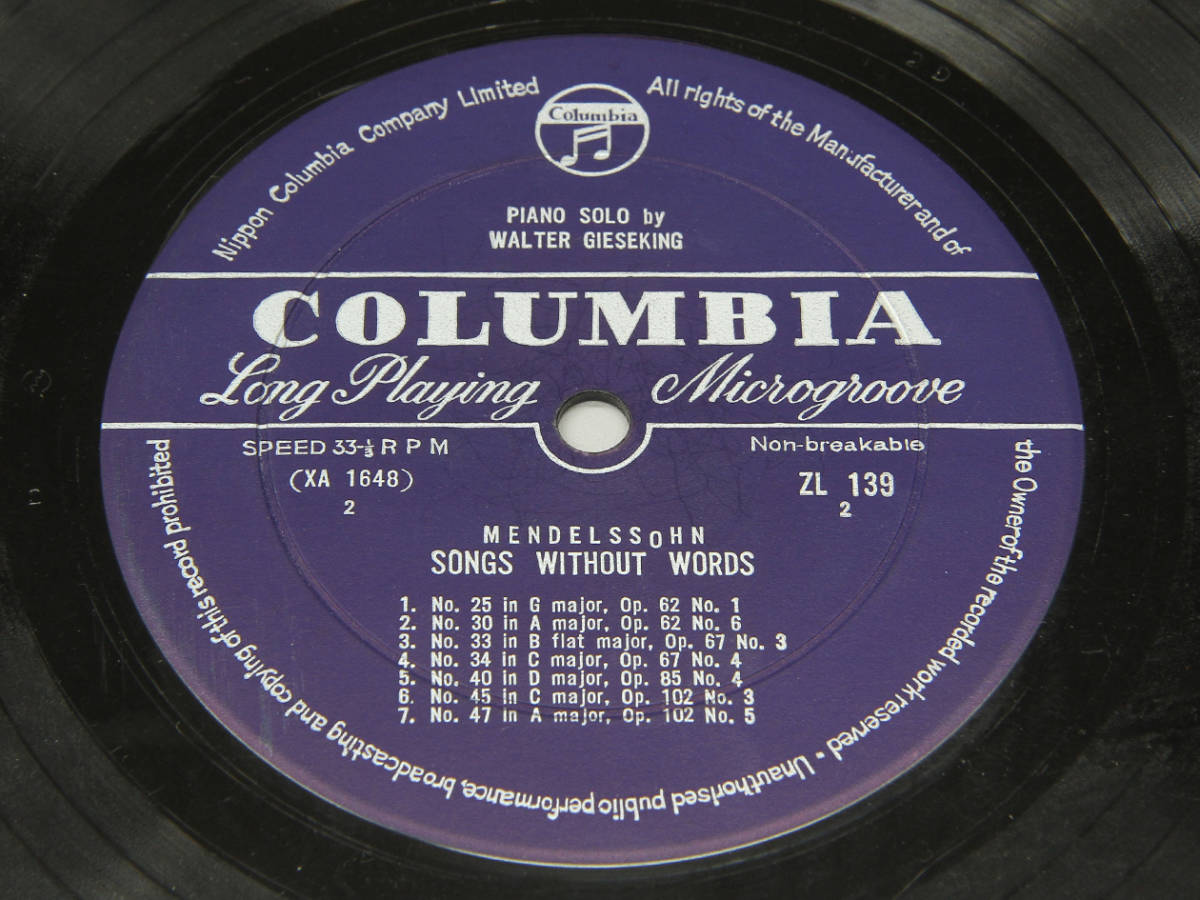 Nippon Columbia Company Limited
Columbia
All rights of the Manufacturer and of the Owner of the recorded work reserved • Unauthorised public performance, broadcasting and copying of this record prohibited
PIANO SOLO by
WALTER GIESEKING
COLUMBIA
Long Playing Microgroove
SPEED 33-⅓ R P M
Non-breakable
(XA 1648)
2
ZL 139
2
MENDELSSOHN
SONGS WITHOUT WORDS
1. No. 25 in G major, Op. 62 No. 1
2. No. 30 in A major, Op. 62 No. 6
3. No. 33 in B flat major, Op. 67 No. 3
4. No. 34 in C major, Op. 67 No. 4
5. No. 40 in D major, Op. 85 No. 4
6. No. 45 in C major, Op. 102 No. 3
7. No. 47 in A major, Op. 102 No. 5